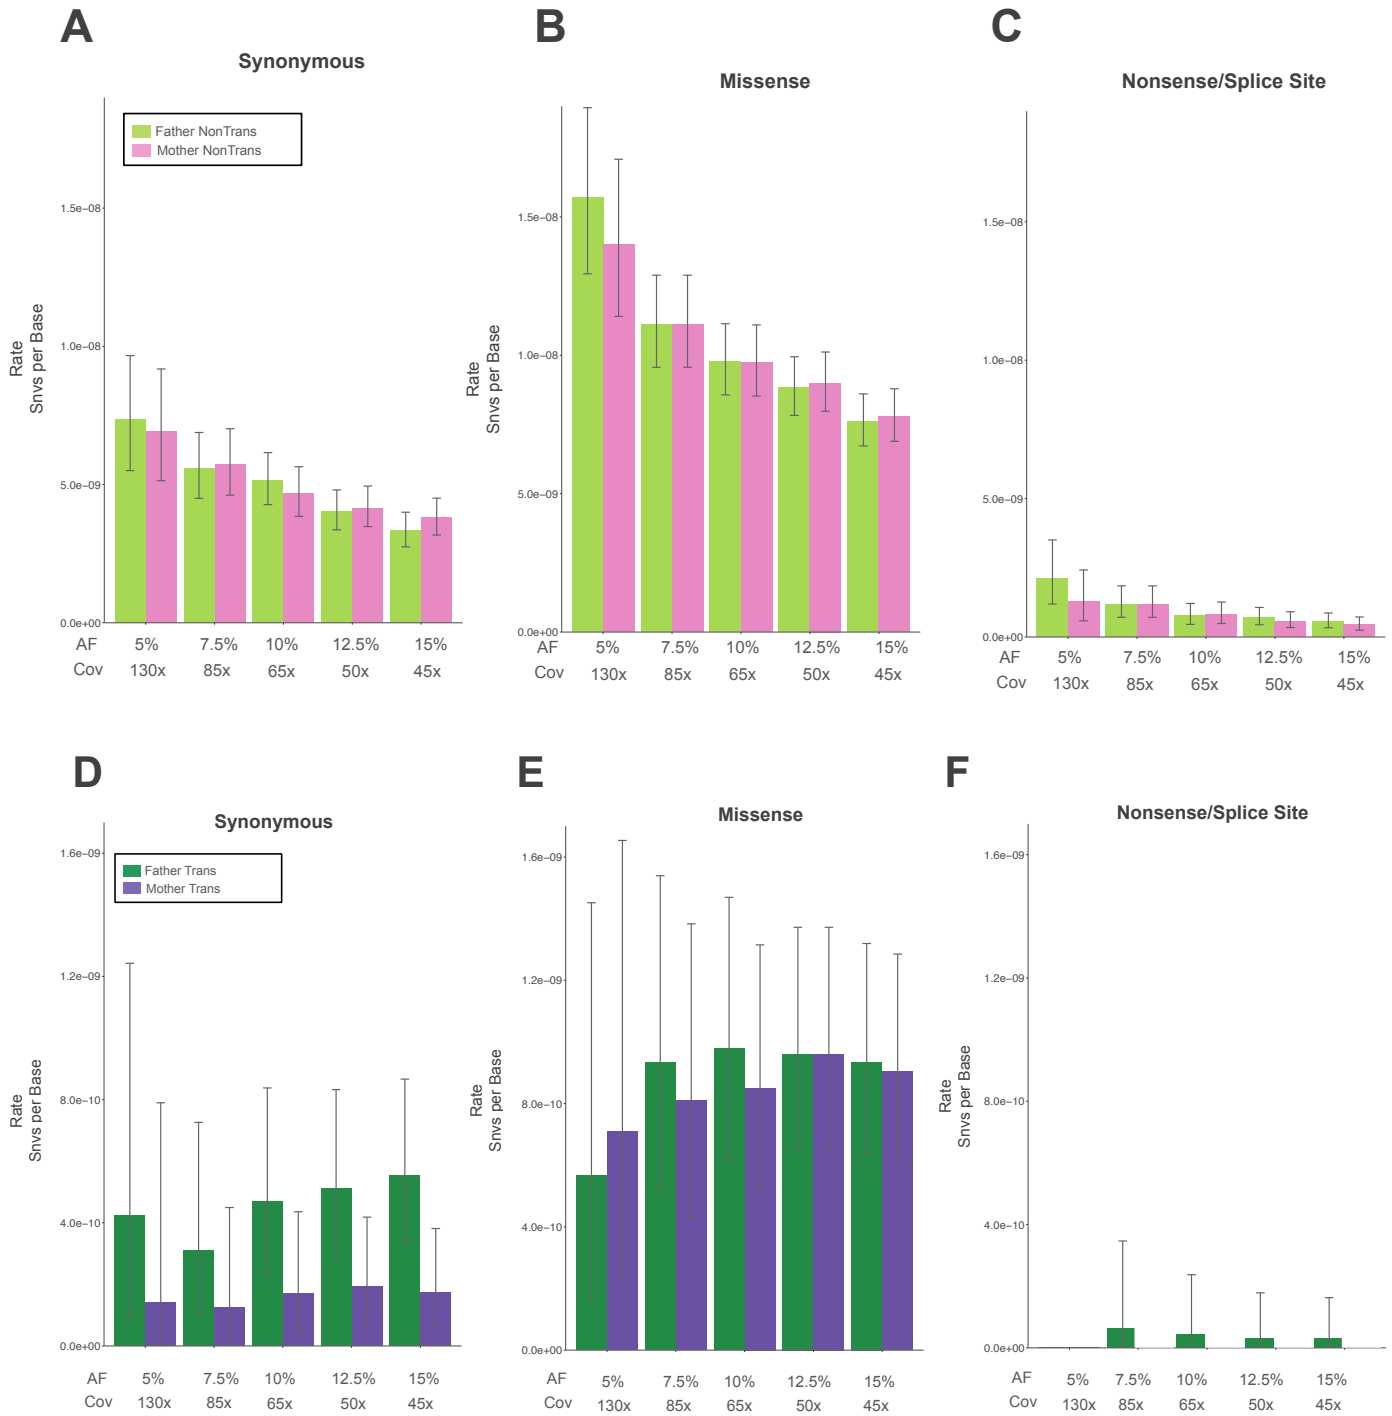 A
Synonymous
Father NonTrans
Mother NonTrans
Rate
Snvs per Base
1.5e−08
1.0e−08
5.0e−09
0.0e+00
AF 5% 7.5% 10% 12.5% 15%
Cov 130x 85x 65x 50x 45x
B
Missense
Rate
Snvs per Base
1.5e−08
1.0e−08
5.0e−09
0.0e+00
AF 5% 7.5% 10% 12.5% 15%
Cov 130x 85x 65x 50x 45x
C
Nonsense/Splice Site
1.5e−08
1.0e−08
5.0e−09
0.0e+00
AF 5% 7.5% 10% 12.5% 15%
Cov 130x 85x 65x 50x 45x
D
Synonymous
Father Trans
Mother Trans
Rate
Snvs per Base
1.6e−09
1.2e−09
8.0e−10
4.0e−10
0.0e+00
AF 5% 7.5% 10% 12.5% 15%
Cov 130x 85x 65x 50x 45x
E
Missense
Rate
Snvs per Base
1.6e−09
1.2e−09
8.0e−10
4.0e−10
0.0e+00
AF 5% 7.5% 10% 12.5% 15%
Cov 130x 85x 65x 50x 45x
F
Nonsense/Splice Site
Rate
Snvs per Base
1.6e−09
1.2e−09
8.0e−10
4.0e−10
0.0e+00
AF 5% 7.5% 10% 12.5% 15%
Cov 130x 85x 65x 50x 45x